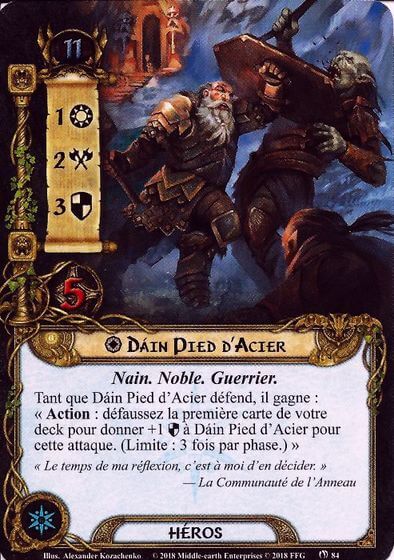 11
1
2
3
5
Dáin Pied d'Acier
Nain. Noble. Guerrier.
Tant que Dáin Pied d'Acier défend, il gagne :
« Action : défaussez la première carte de votre
deck pour donner +1 à Dáin Pied d'Acier pour
cette attaque. (Limite : 3 fois par phase.) »
« Le temps de ma réflexion, c'est à moi d'en décider. »
— La Communauté de l'Anneau
HÉROS
Illus. Alexander Kozachenko © 2018 Middle-earth Enterprises © 2018 FFG 84